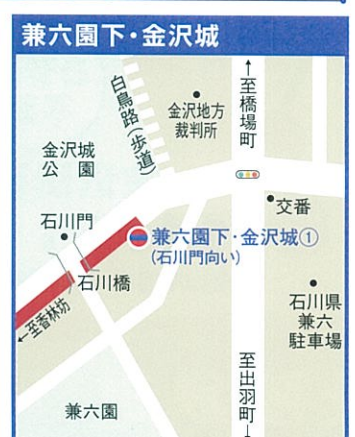 兼六園下・金沢城
白鳥路(歩道)
↑至橋場町
金沢地方
裁判所
金沢城
公園
交番
石川門
兼六園下・金沢城①
(石川門向い)
石川橋
←至香林坊
石川県
兼六
駐車場
至出羽町↓
兼六園